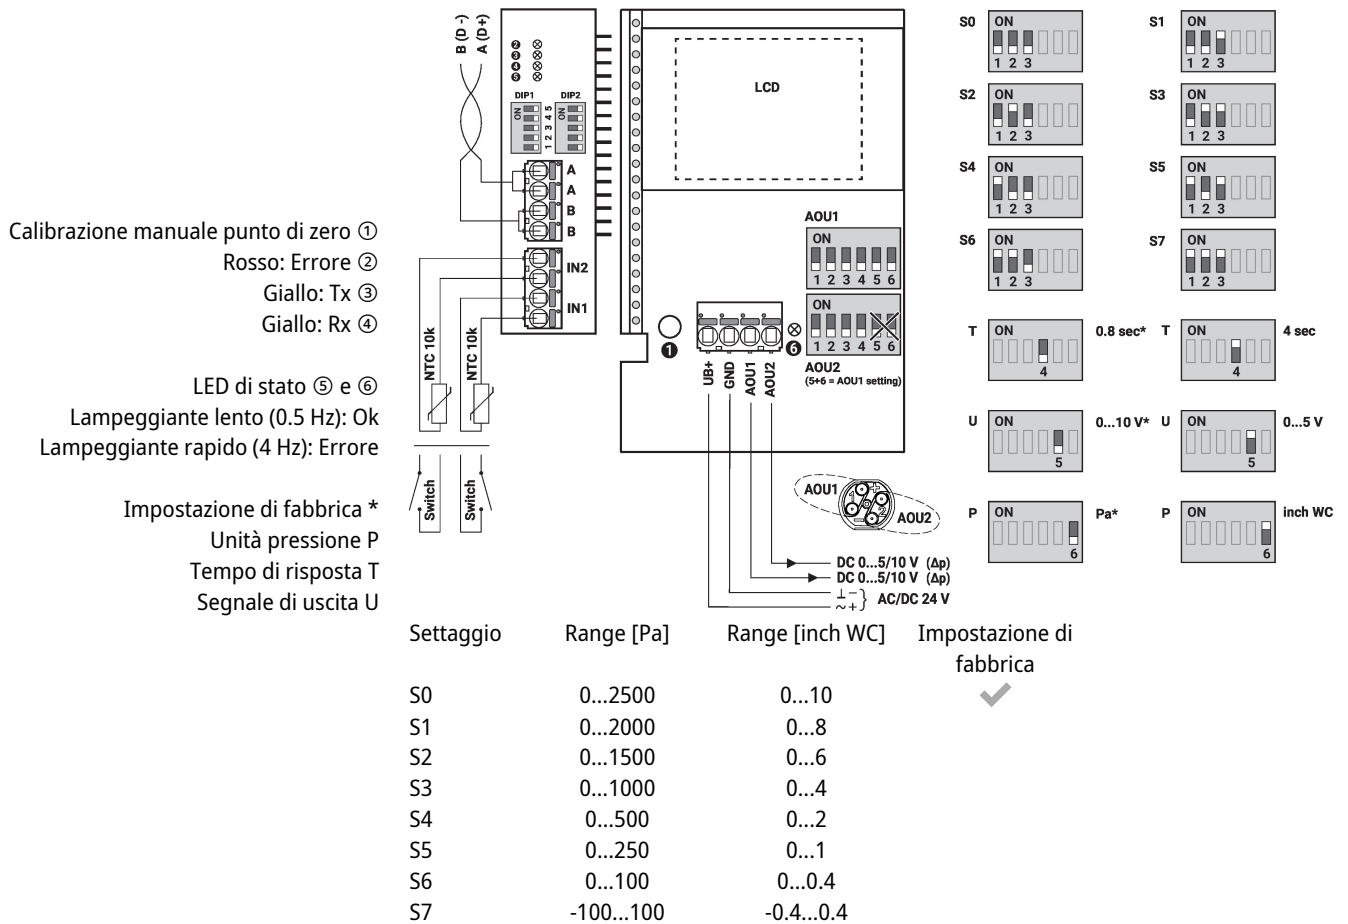 B (D -)
A (D+)
❷
❸
❹
❺
DIP1
DIP2
ON
ON
1 2 3 4 5
A
A
B
B
IN2
IN1
NTC 10k
NTC 10k
Switch
Switch
Calibrazione manuale punto di zero ①
Rosso: Errore ②
Giallo: Tx ③
Giallo: Rx ④
LED di stato ⑤ e ⑥
Lampeggiante lento (0.5 Hz): Ok
Lampeggiante rapido (4 Hz): Errore
Impostazione di fabbrica *
Unità pressione P
Tempo di risposta T
Segnale di uscita U
LCD
AOU1
ON
1 2 3 4 5 6
ON
1 2 3 4 5 6
AOU2
(5+6 = AOU1 setting)
❶
❻
UB+
GND
AOU1
AOU2
AOU1
AOU2
DC 0...5/10 V (Δp)
DC 0...5/10 V (Δp)
⊥ −
~ + } AC/DC 24 V
S0 ON
1 2 3
S1 ON
1 2 3
S2 ON
1 2 3
S3 ON
1 2 3
S4 ON
1 2 3
S5 ON
1 2 3
S6 ON
1 2 3
S7 ON
1 2 3
T ON 0.8 sec*
4
T ON 4 sec
4
U ON 0...10 V*
5
U ON 0...5 V
5
P ON Pa*
6
P ON inch WC
6
Settaggio Range [Pa] Range [inch WC] Impostazione di
fabbrica
S0 0...2500 0...10 ✔
S1 0...2000 0...8
S2 0...1500 0...6
S3 0...1000 0...4
S4 0...500 0...2
S5 0...250 0...1
S6 0...100 0...0.4
S7 -100...100 -0.4...0.4